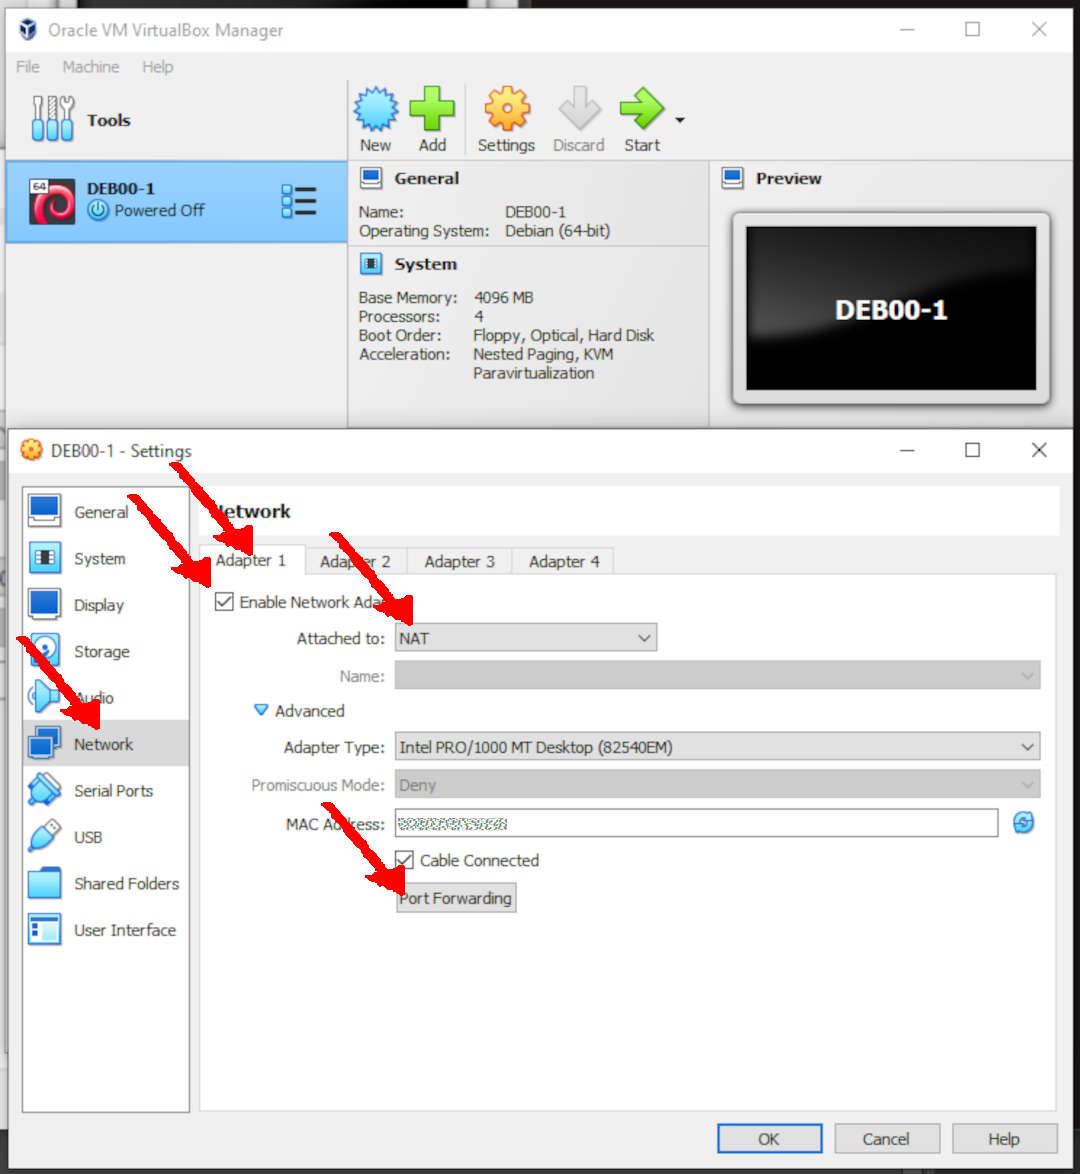 Oracle VM VirtualBox Manager
File Machine Help
Tools
New Add Settings Discard Start
64
DEB00-1
Powered Off
General
Name: DEB00-1
Operating System: Debian (64-bit)
System
Base Memory: 4096 MB
Processors: 4
Boot Order: Floppy, Optical, Hard Disk
Acceleration: Nested Paging, KVM
Paravirtualization
Preview
DEB00-1
DEB00-1 - Settings
General
System
Display
Storage
Audio
Network
Serial Ports
USB
Shared Folders
User Interface
Network
Adapter 1 Adapter 2 Adapter 3 Adapter 4
Enable Network
Attached to: NAT
Name:
Advanced
Adapter Type: Intel PRO/1000 MT Desktop (82540EM)
Promiscuous Mode: Deny
MAC Address:
Cable Connected
Port Forwarding
OK Cancel Help